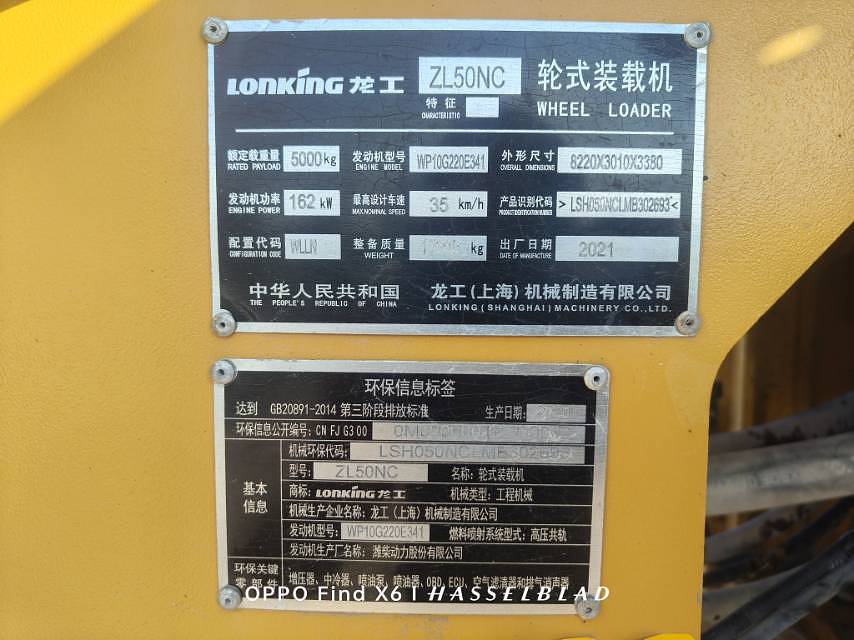 LONKING 龙工 ZL50NC 轮式装载机
特征
CHARACTERISTIC
WHEEL LOADER
额定载重量 5000kg 发动机型号 WP10G220E341 外形尺寸 8220X3010X3380
RATED PAYLOAD ENGINE MODEL OVERALL DIMENSIONS
发动机功率 162 kW 最高设计车速 35 km/h 产品识别代码 >LSH050NCLMB302693<
ENGINE POWER MAX.NOMINAL SPEED PRODUCT IDENTIFICATION NUMBER
配置代码 WLLN 整备质量 kg 出厂日期 2021
CONFIGURATION CODE WEIGHT DATE OF MANUFACTURE
中华人民共和国 龙工(上海)机械制造有限公司
THE PEOPLE'S REPUBLIC OF CHINA LONKING(SHANGHAI)MACHINERY CO.,LTD.
环保信息标签
达到 GB20891-2014 第三阶段排放标准 生产日期:
环保信息公开编号: CN FJ G3 00
机械环保代码: LSH050NCLMB302693
型号: ZL50NC 名称: 轮式装载机
基本信息
商标: LONKING 龙工 机械类型: 工程机械
机械生产企业名称: 龙工(上海)机械制造有限公司
发动机型号: WP10G220E341 燃料喷射系统型式: 高压共轨
发动机生产厂名称: 潍柴动力股份有限公司
环保关键零部件 增压器、中冷器、喷油泵、喷油器、OBD、ECU、空气滤清器和排气消声器
OPPO Find X6 | HASSELBLAD